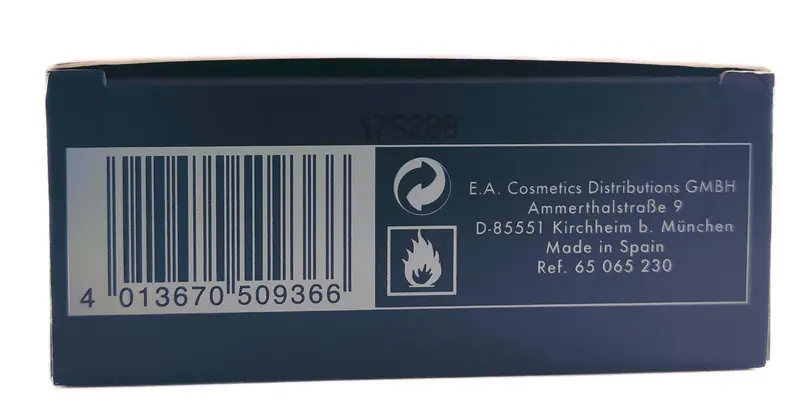 175288
4 013670 509366
E.A. Cosmetics Distributions GMBH
Ammerthalstraße 9
D-85551 Kirchheim b. München
Made in Spain
Ref. 65 065 230